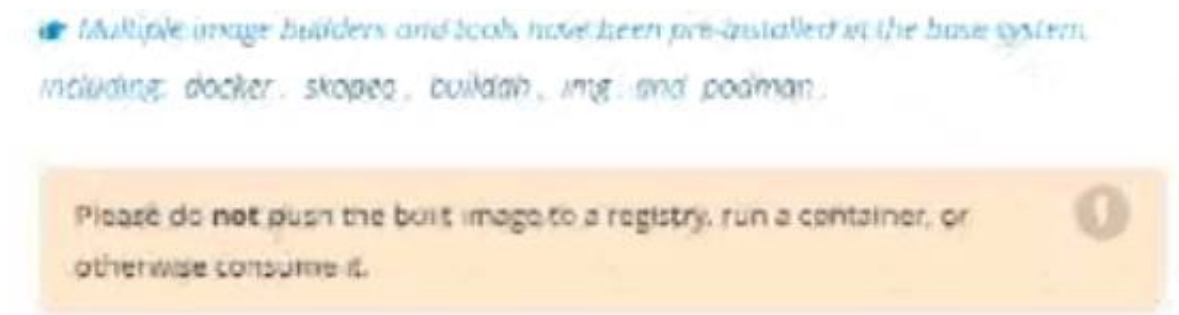 Multiple image builders and tools have been pre-installed in the base system,
including: docker, skopeo, buildah, img, and podman.
Please do not push the built image to a registry, run a container, or
otherwise consume it.